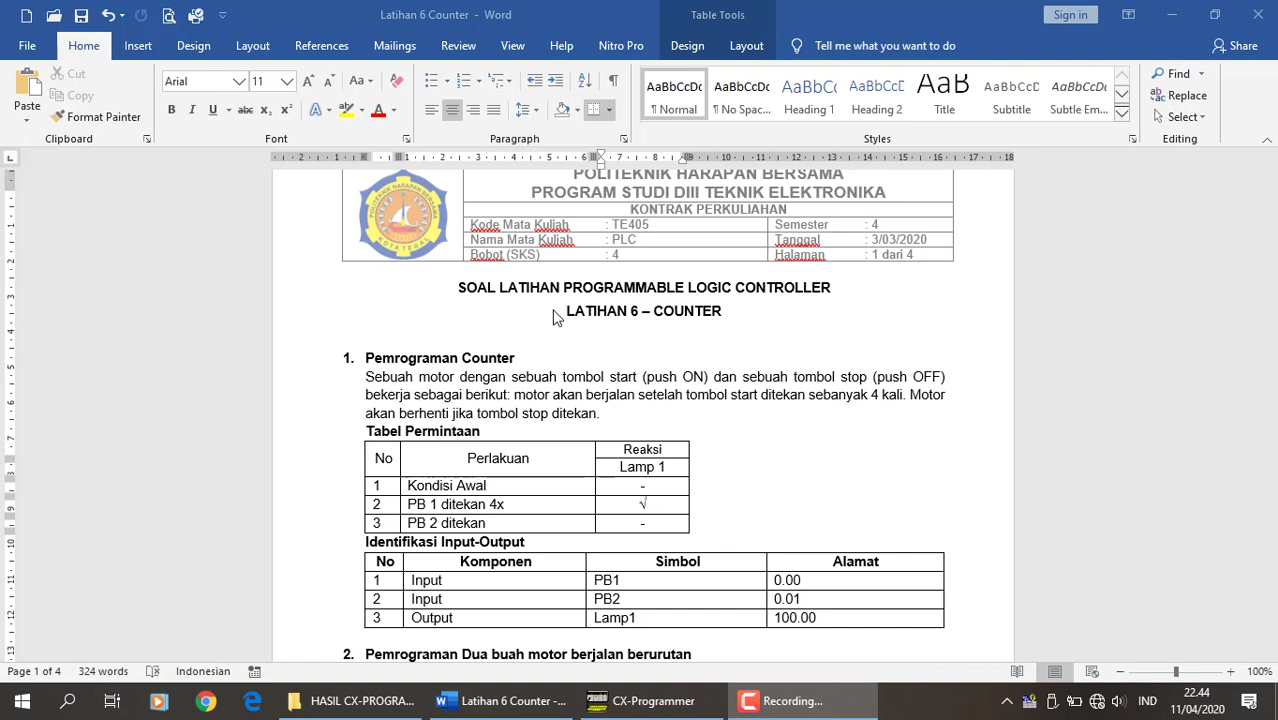 Latihan 6 Counter - Word
Table Tools
Sign in
File Home Insert Design Layout References Mailings Review View Help Nitro Pro Design Layout Tell me what you want to do Share
Paste
Cut
Copy
Format Painter
Clipboard
Arial 11
Font
Paragraph
AaBbCcDc ¶ Normal
AaBbCcDc ¶ No Spac...
AaBbCc Heading 1
AaBbCcC Heading 2
AaB Title
AaBbCcD Subtitle
AaBbCcDt Subtle Em...
Styles
Find
Replace
Select
Editing
POLITEKNIK HARAPAN BERSAMA
PROGRAM STUDI DIII TEKNIK ELEKTRONIKA
KONTRAK PERKULIAHAN
Kode Mata Kuliah : TE405 Semester : 4
Nama Mata Kuliah : PLC Tanggal : 3/03/2020
Bobot (SKS) : 4 Halaman : 1 dari 4
SOAL LATIHAN PROGRAMMABLE LOGIC CONTROLLER
LATIHAN 6 – COUNTER
1. Pemrograman Counter
Sebuah motor dengan sebuah tombol start (push ON) dan sebuah tombol stop (push OFF)
bekerja sebagai berikut: motor akan berjalan setelah tombol start ditekan sebanyak 4 kali. Motor
akan berhenti jika tombol stop ditekan.
Tabel Permintaan
No Perlakuan Reaksi
Lamp 1
1 Kondisi Awal -
2 PB 1 ditekan 4x √
3 PB 2 ditekan -
Identifikasi Input-Output
No Komponen Simbol Alamat
1 Input PB1 0.00
2 Input PB2 0.01
3 Output Lamp1 100.00
2. Pemrograman Dua buah motor berjalan berurutan
Page 1 of 4 324 words Indonesian 100%
HASIL CX-PROGRA... Latihan 6 Counter -... CX-Programmer Recording... IND 22.44
11/04/2020